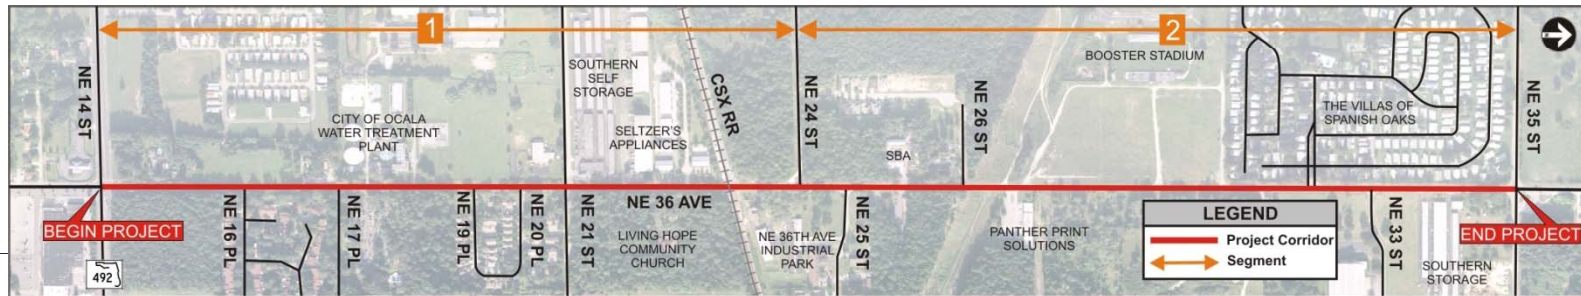 1
2
NE 14 ST
CITY OF OCALA
WATER TREATMENT
PLANT
SOUTHERN
SELF
STORAGE
SELTZER'S
APPLIANCES
CSX RR
NE 24 ST
SBA
NE 26 ST
BOOSTER STADIUM
THE VILLAS OF
SPANISH OAKS
NE 35 ST
BEGIN PROJECT
492
NE 16 PL
NE 17 PL
NE 19 PL
NE 20 PL
NE 21 ST
NE 36 AVE
LIVING HOPE
COMMUNITY
CHURCH
NE 36TH AVE
INDUSTRIAL
PARK
NE 25 ST
PANTHER PRINT
SOLUTIONS
LEGEND
Project Corridor
Segment
NE 33 ST
SOUTHERN
STORAGE
END PROJECT